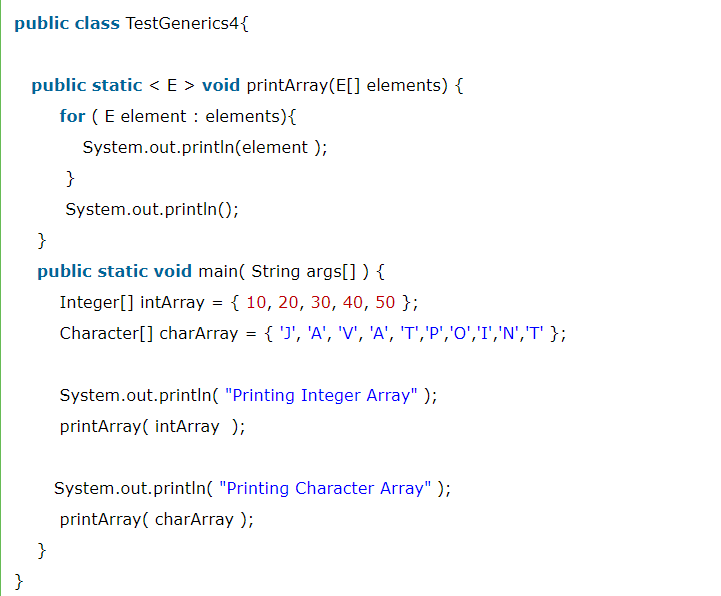 public class TestGenerics4{
public static < E > void printArray(E[] elements) {
for ( E element : elements){
System.out.println(element );
}
System.out.println();
}
public static void main( String args[] ) {
Integer[] intArray = { 10, 20, 30, 40, 50 };
Character[] charArray = { 'J', 'A', 'V', 'A', 'T','P','O','I','N','T' };
System.out.println( "Printing Integer Array" );
printArray( intArray  );
System.out.println( "Printing Character Array" );
printArray( charArray );
}
}